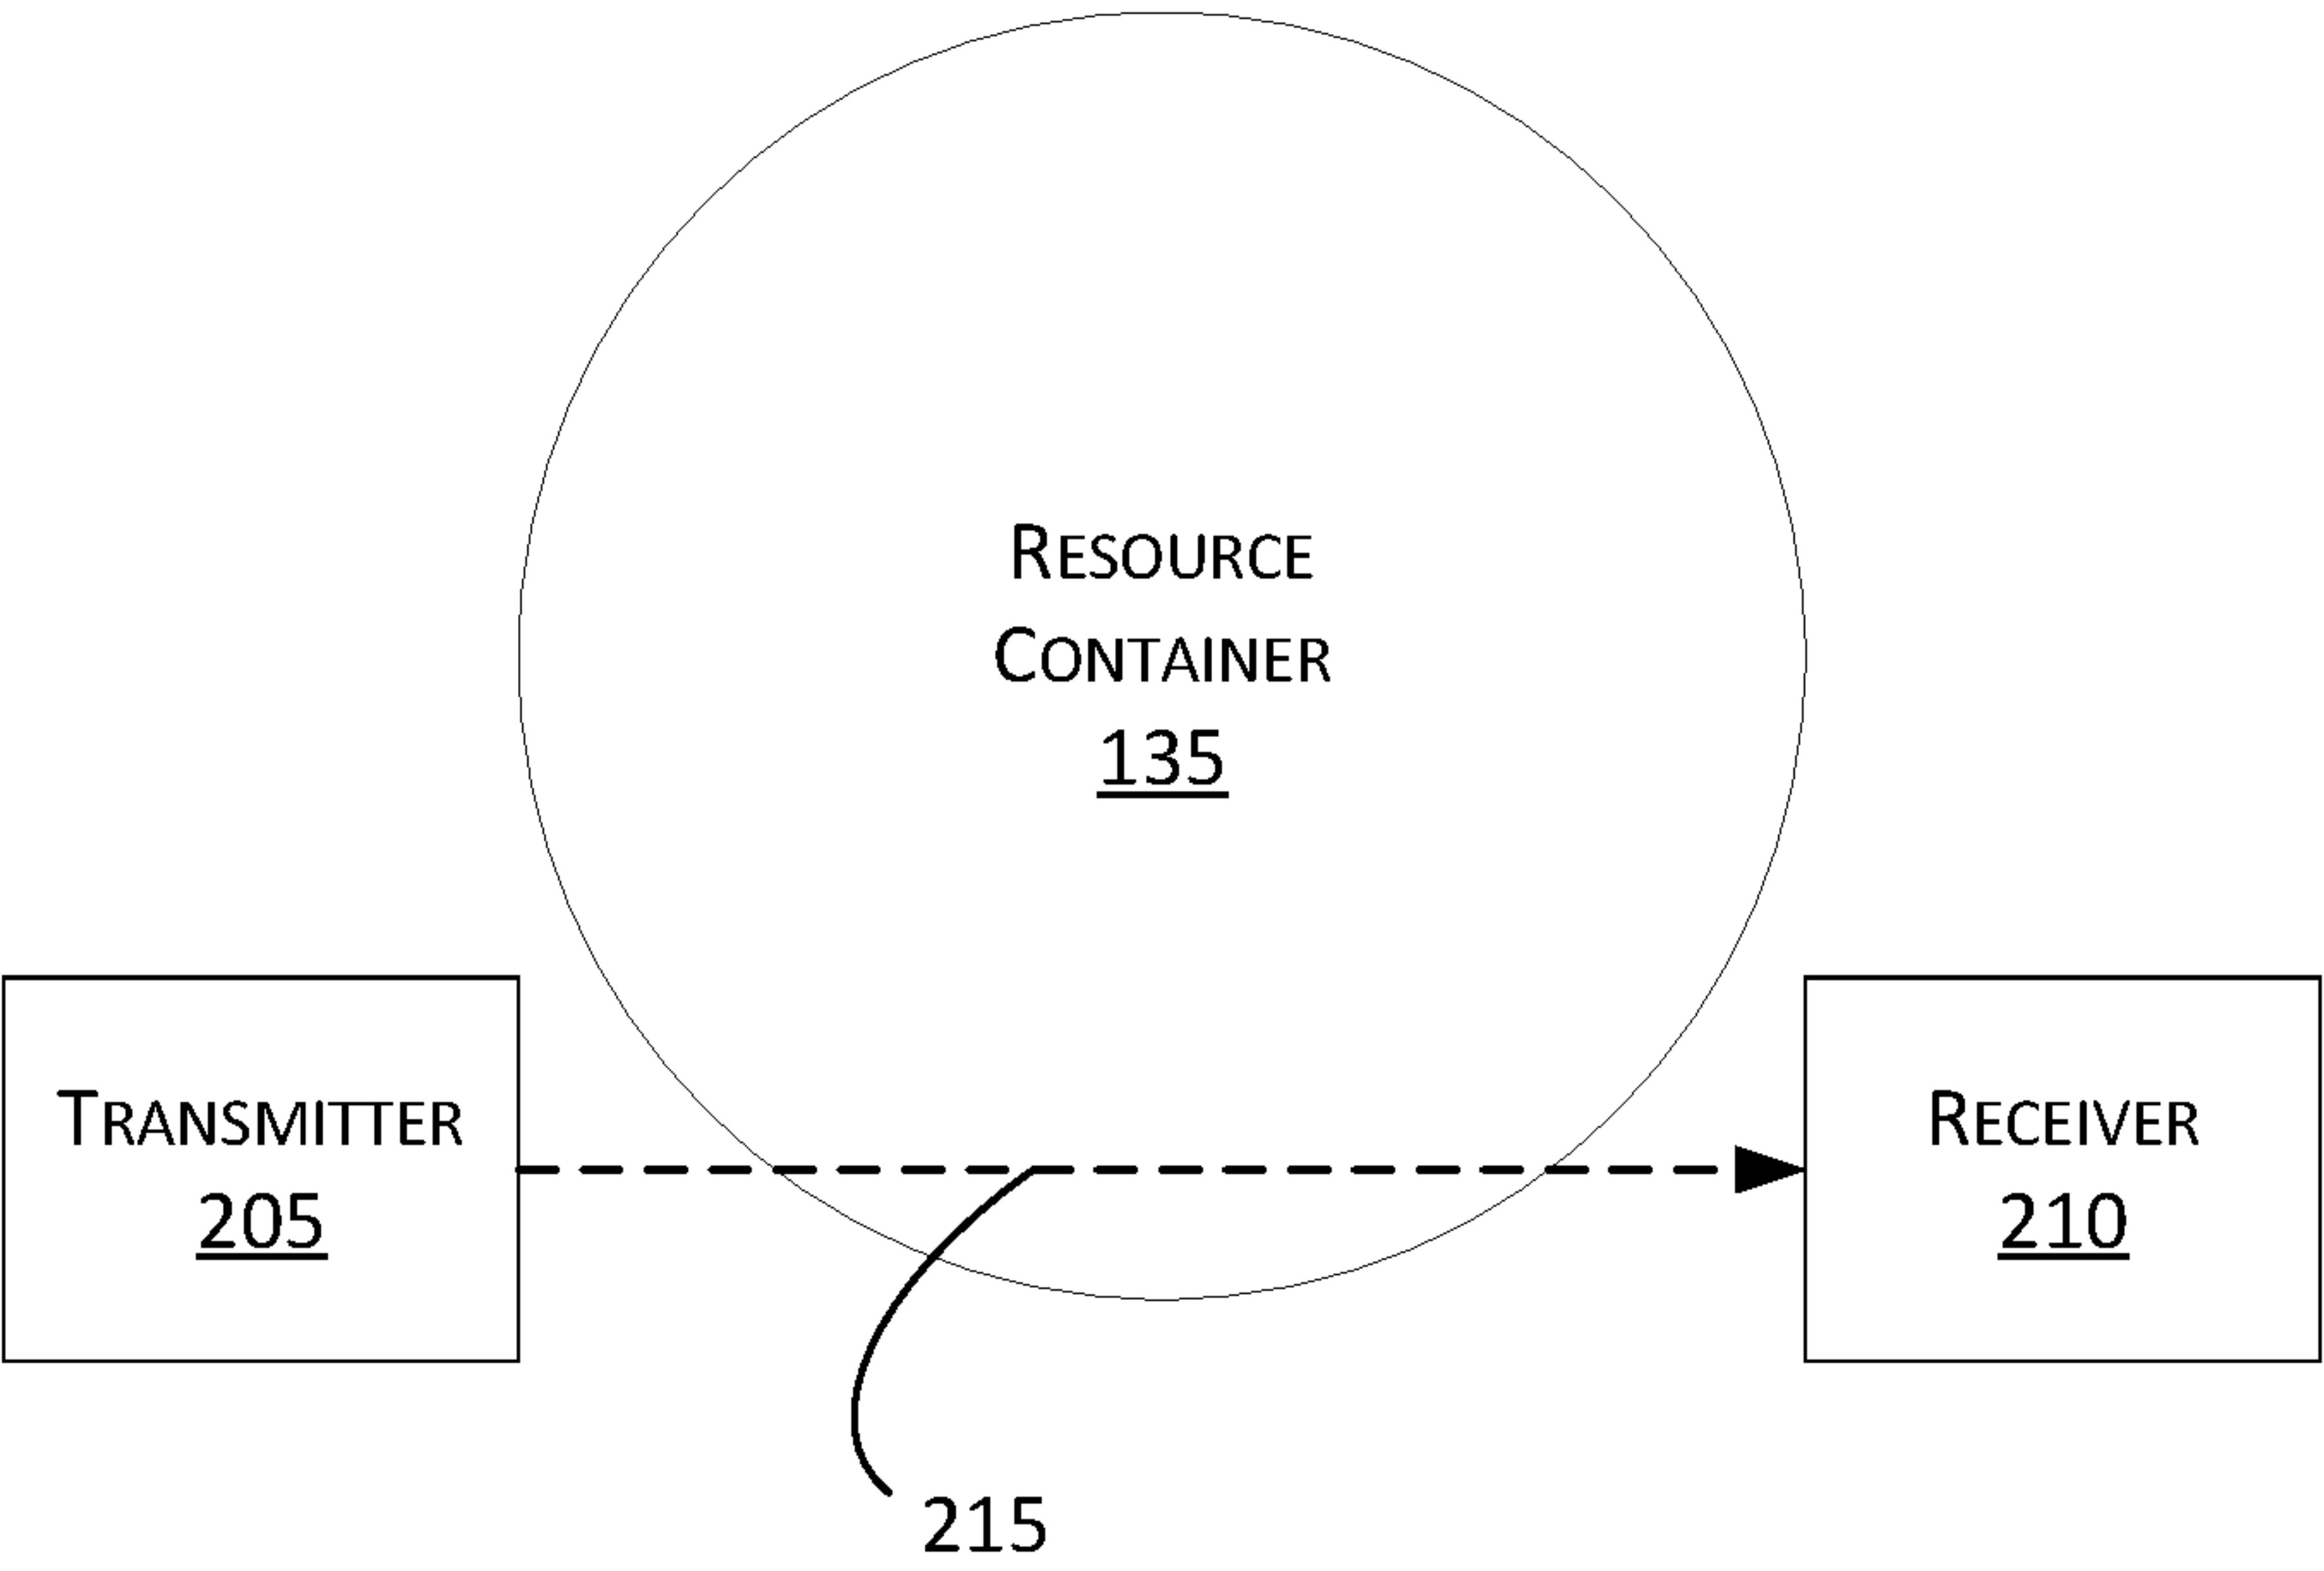 RESOURCE
CONTAINER
135
TRANSMITTER
205
RECEIVER
210
215